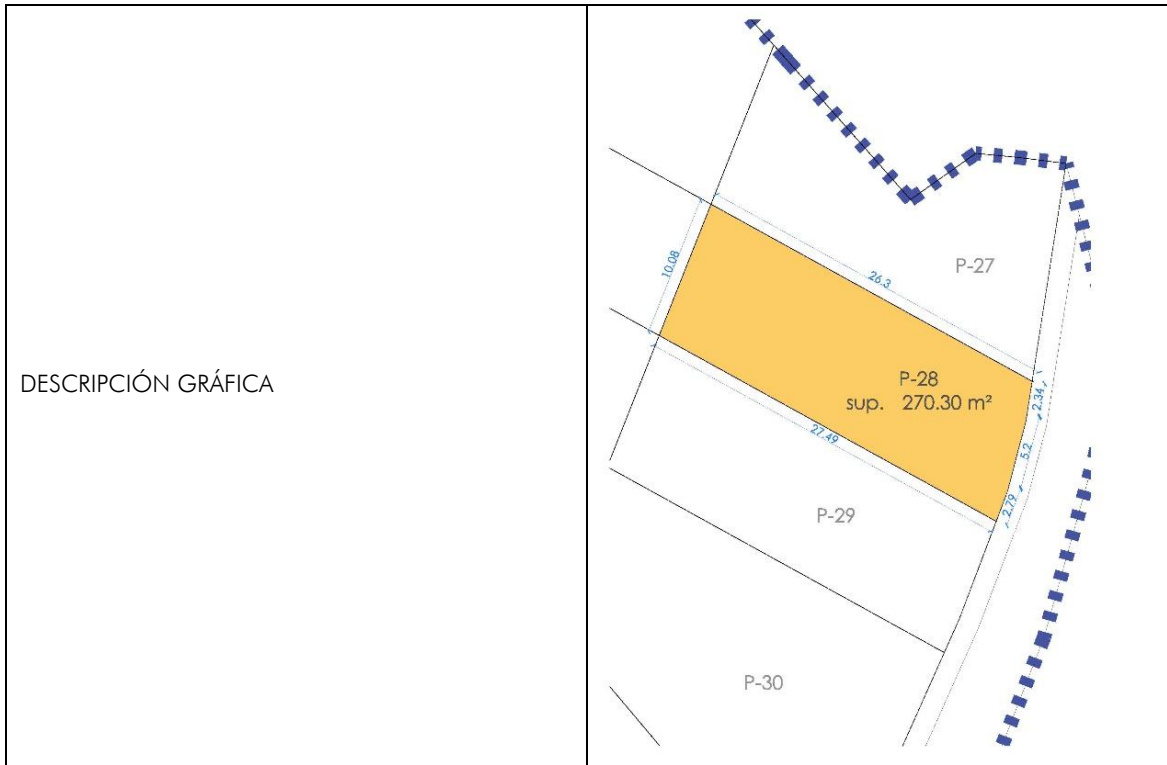 DESCRIPCIÓN GRÁFICA
P-27
10.08
26.3
P-28
sup. 270.30 m²
2.34
5.2
2.79
27.49
P-29
P-30